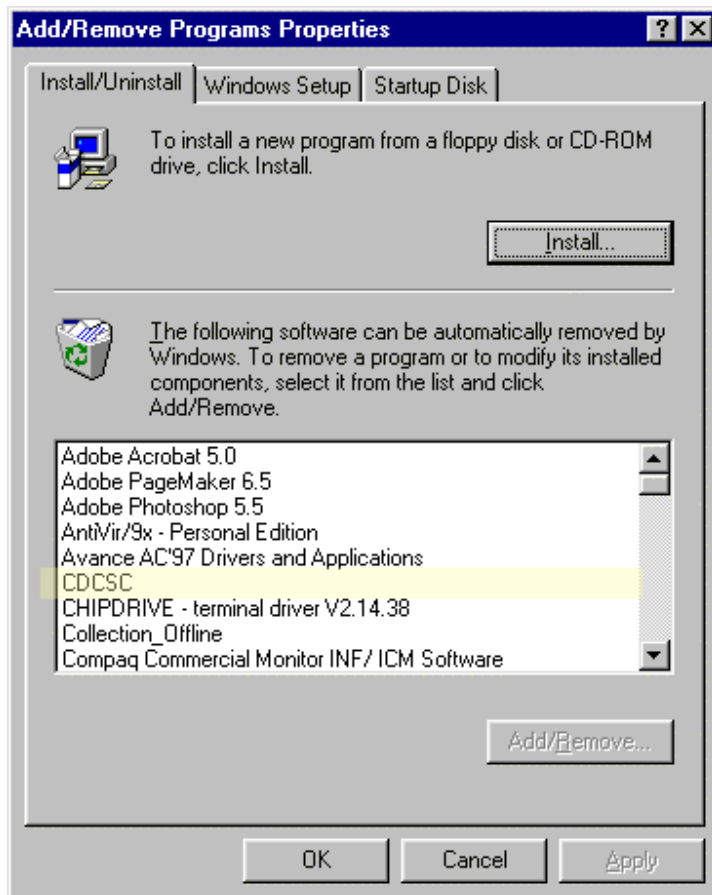 Add/Remove Programs Properties
Install/Uninstall
Windows Setup
Startup Disk
To install a new program from a floppy disk or CD-ROM
drive, click Install.
Install...
The following software can be automatically removed by
Windows. To remove a program or to modify its installed
components, select it from the list and click
Add/Remove.
Adobe Acrobat 5.0
Adobe PageMaker 6.5
Adobe Photoshop 5.5
AntiVir/9x - Personal Edition
Avance AC'97 Drivers and Applications
CDCSC
CHIPDRIVE - terminal driver V2.14.38
Collection_Offline
Compaq Commercial Monitor INF/ ICM Software
Add/Remove...
OK
Cancel
Apply